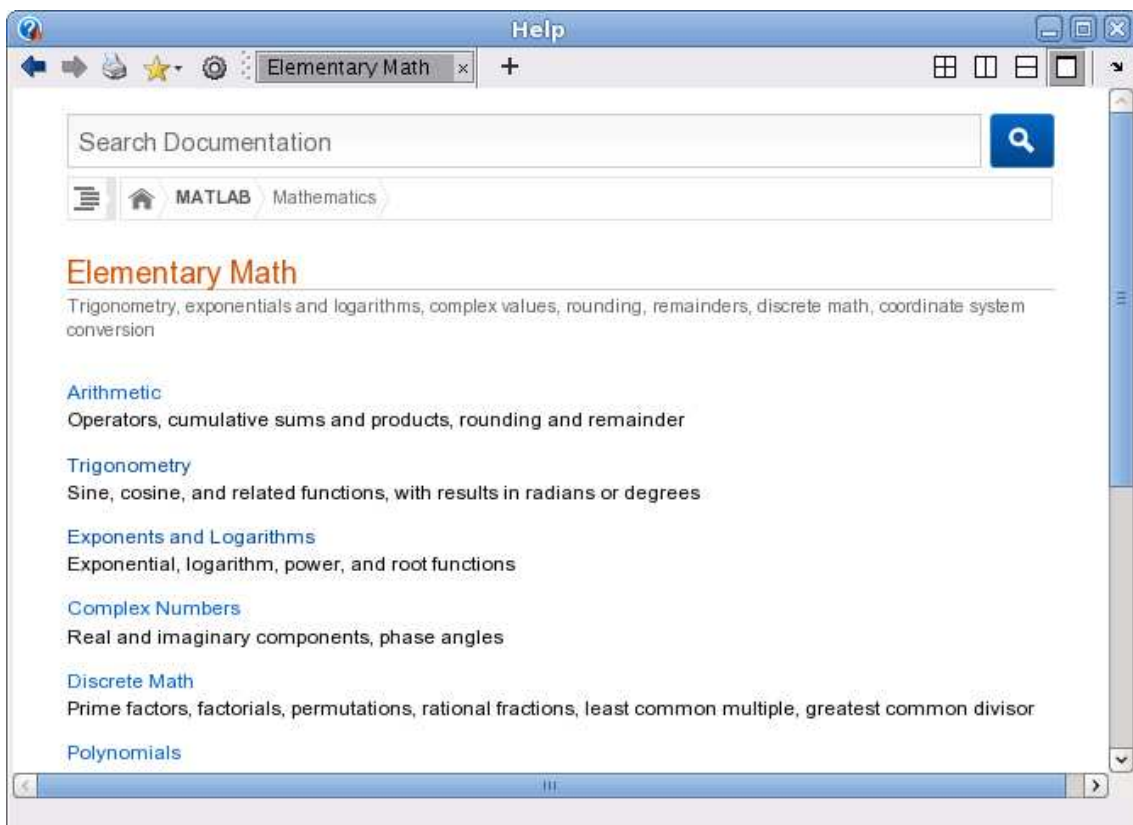 Help
Elementary Math
Search Documentation
MATLAB Mathematics
Elementary Math
Trigonometry, exponentials and logarithms, complex values, rounding, remainders, discrete math, coordinate system
conversion
Arithmetic
Operators, cumulative sums and products, rounding and remainder
Trigonometry
Sine, cosine, and related functions, with results in radians or degrees
Exponents and Logarithms
Exponential, logarithm, power, and root functions
Complex Numbers
Real and imaginary components, phase angles
Discrete Math
Prime factors, factorials, permutations, rational fractions, least common multiple, greatest common divisor
Polynomials